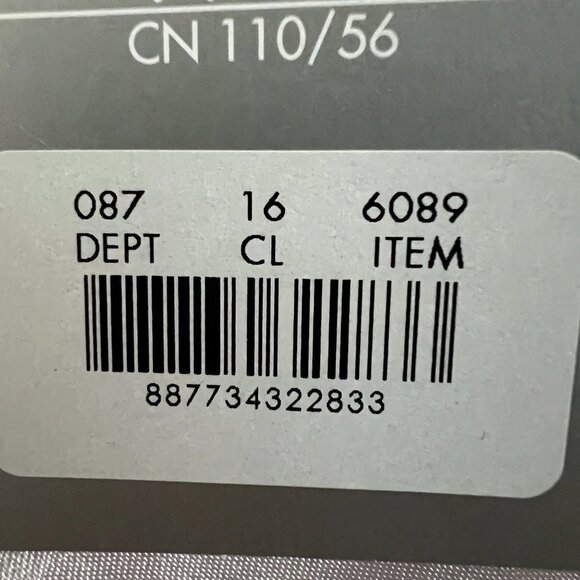 CN 110/56
087 16 6089
DEPT CL ITEM
887734322833